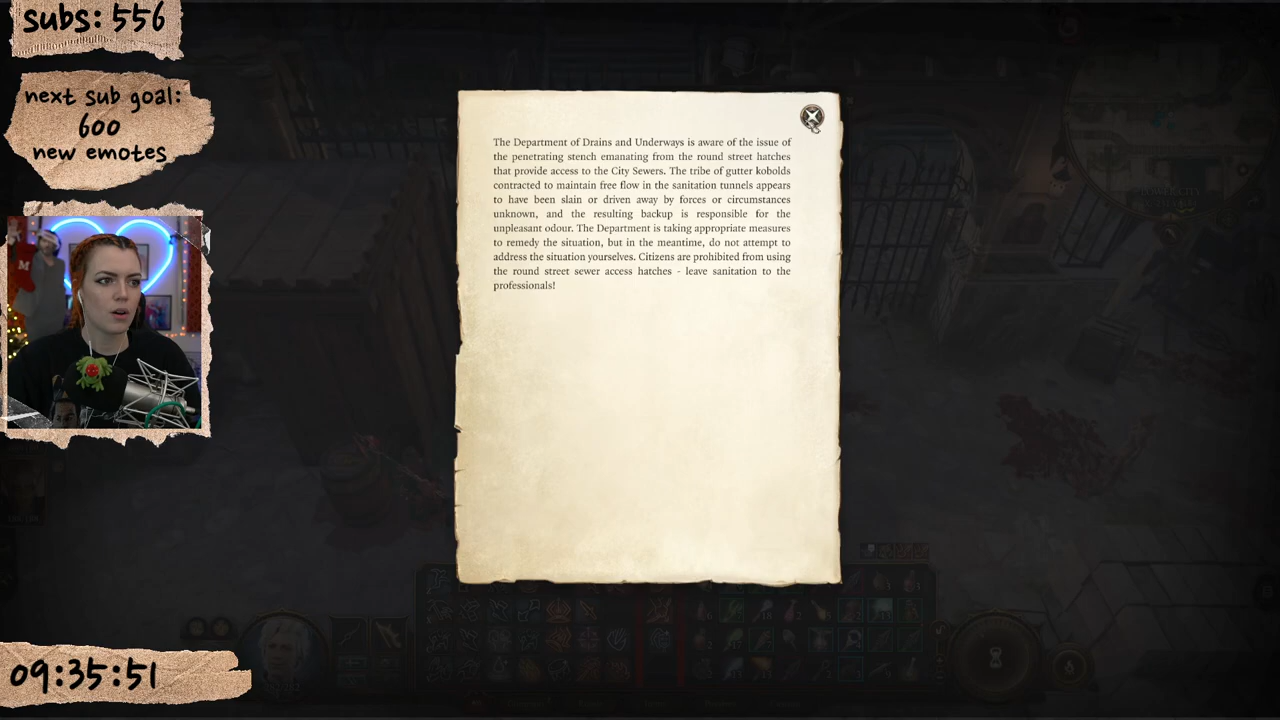 subs: 556
next sub goal:
600
new emotes
The Department of Drains and Underways is aware of the issue of
the penetrating stench emanating from the round street hatches
that provide access to the City Sewers. The tribe of gutter kobolds
contracted to maintain free flow in the sanitation tunnels appears
to have been slain or driven away by forces or circumstances
unknown, and the resulting backup is responsible for the
unpleasant odour. The Department is taking appropriate measures
to remedy the situation, but in the meantime, do not attempt to
address the situation yourselves. Citizens are prohibited from using
the round street sewer access hatches - leave sanitation to the
professionals!
09:35:51